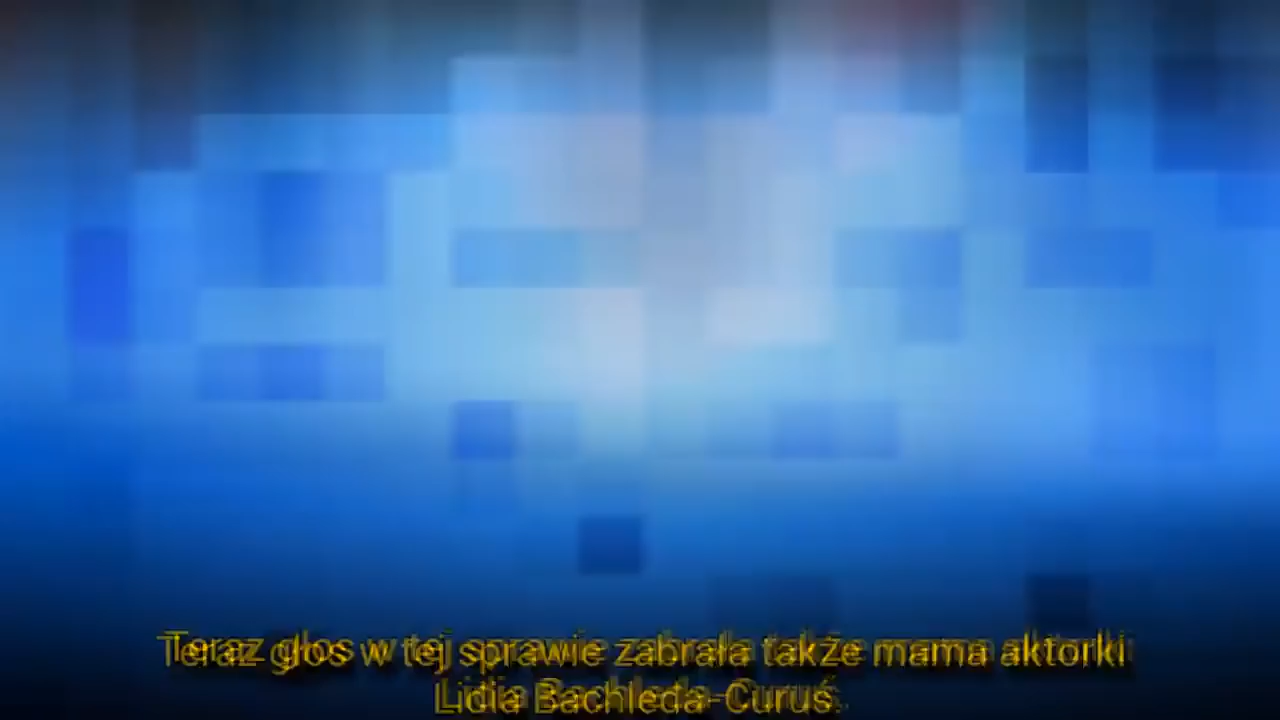 Teraz głos w tej sprawie zabrała także mama aktorki
Lidia Bachleda-Curuś.